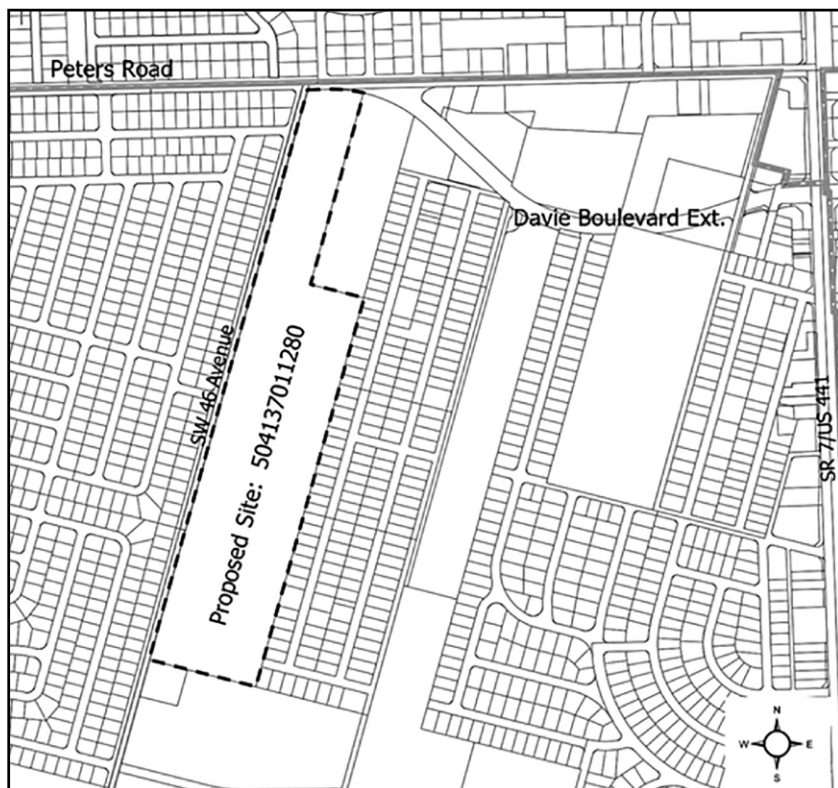 Peters Road
Davie Boulevard Ext.
SW 46 Avenue
Proposed Site: 504137011280
SR 7/US 441
N
W E
S